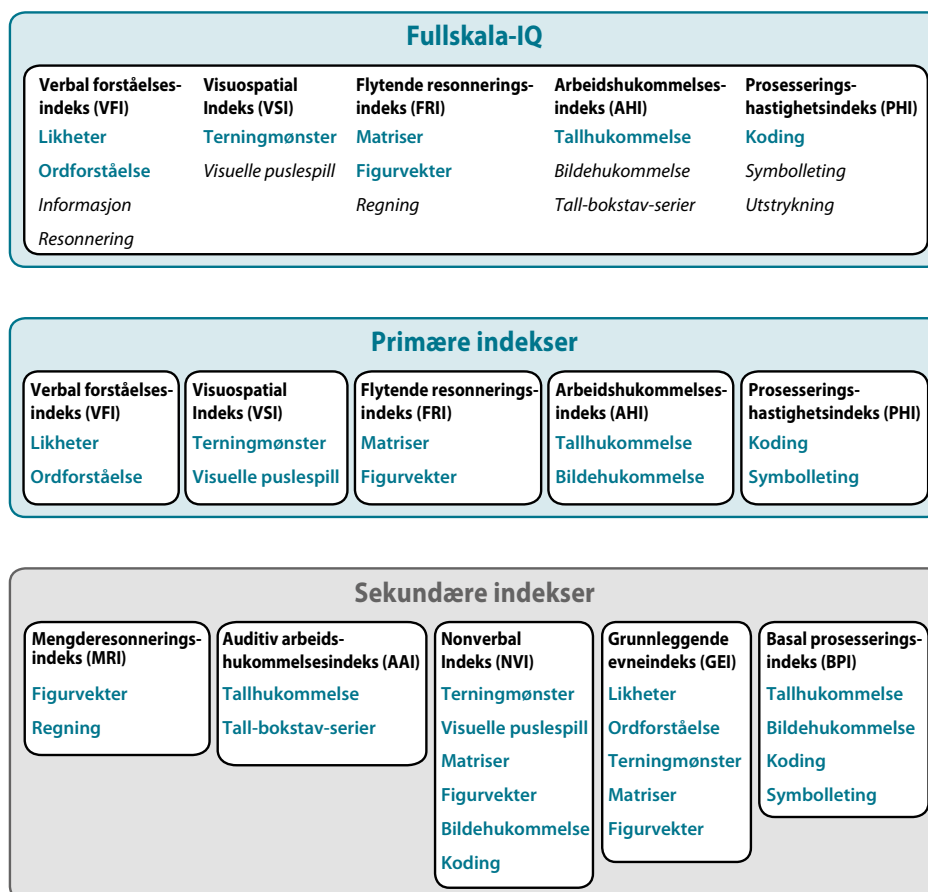 Fullskala-IQ
Verbal forståelses-
indeks (VFI)
Likheter
Ordforståelse
Informasjon
Resonnering
Visuospatial
Indeks (VSI)
Terningmønster
Visuelle puslespill
Flytende resonnerings-
indeks (FRI)
Matriser
Figurvekter
Regning
Arbeidshukommelses-
indeks (AHI)
Tallhukommelse
Bildehukommelse
Tall-bokstav-serier
Prosesserings-
hastighetsindeks (PHI)
Koding
Symbolleting
Utstrykning
Primære indekser
Verbal forståelses-
indeks (VFI)
Likheter
Ordforståelse
Visuospatial
Indeks (VSI)
Terningmønster
Visuelle puslespill
Flytende resonnerings-
indeks (FRI)
Matriser
Figurvekter
Arbeidshukommelses-
indeks (AHI)
Tallhukommelse
Bildehukommelse
Prosesserings-
hastighetsindeks (PHI)
Koding
Symbolleting
Sekundære indekser
Mengderesonnerings-
indeks (MRI)
Figurvekter
Regning
Auditiv arbeids-
hukommelsesindeks (AAI)
Tallhukommelse
Tall-bokstav-serier
Nonverbal
Indeks (NVI)
Terningmønster
Visuelle puslespill
Matriser
Figurvekter
Bildehukommelse
Koding
Grunnleggende
evneindeks (GEI)
Likheter
Ordforståelse
Terningmønster
Matriser
Figurvekter
Basal prosesserings-
indeks (BPI)
Tallhukommelse
Bildehukommelse
Koding
Symbolleting